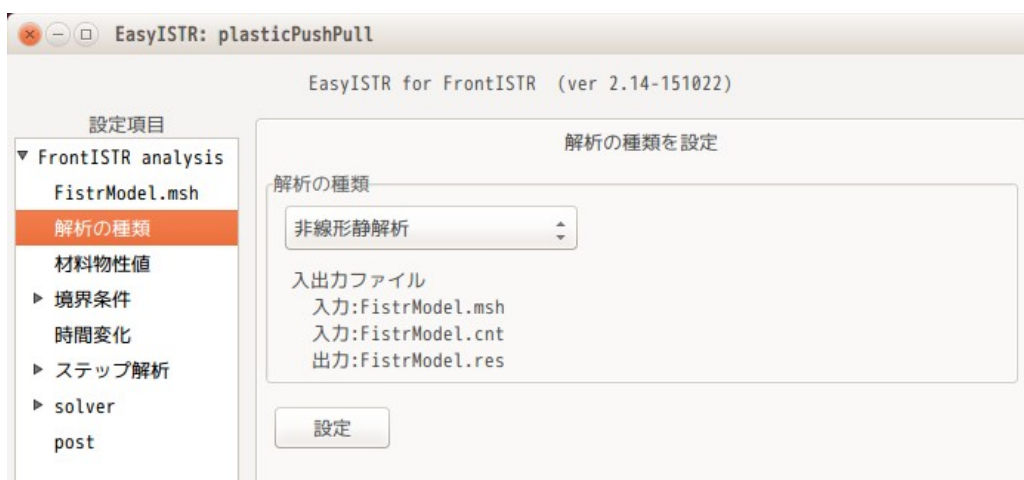 EasyISTR: plasticPushPull
EasyISTR for FrontISTR (ver 2.14-151022)
設定項目
FrontISTR analysis
FistrModel.msh
解析の種類
材料物性値
境界条件
時間変化
ステップ解析
solver
post
解析の種類を設定
解析の種類
非線形静解析
入出力ファイル
入力:FistrModel.msh
入力:FistrModel.cnt
出力:FistrModel.res
設定